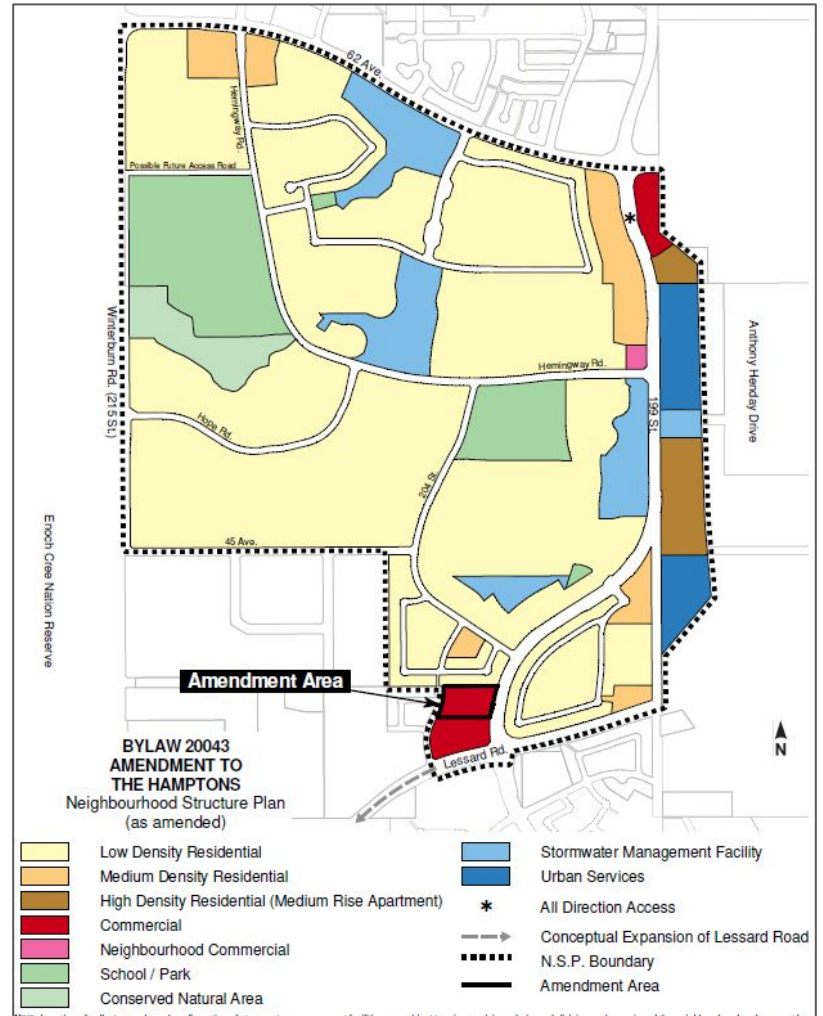 62 Ave.
Hemingway Rd.
Possible Future Access Road
*
Winterburn Rd. (215 St.)
Hemingway Rd.
199 St.
Anthony Henday Drive
Hope Rd.
204 St.
45 Ave.
Enoch Cree Nation Reserve
Amendment Area
Lessard Rd.
N
BYLAW 20043
AMENDMENT TO
THE HAMPTONS
Neighbourhood Structure Plan
(as amended)
Low Density Residential
Medium Density Residential
High Density Residential (Medium Rise Apartment)
Commercial
Neighbourhood Commercial
School / Park
Conserved Natural Area
Stormwater Management Facility
Urban Services
* All Direction Access
Conceptual Expansion of Lessard Road
N.S.P. Boundary
Amendment Area